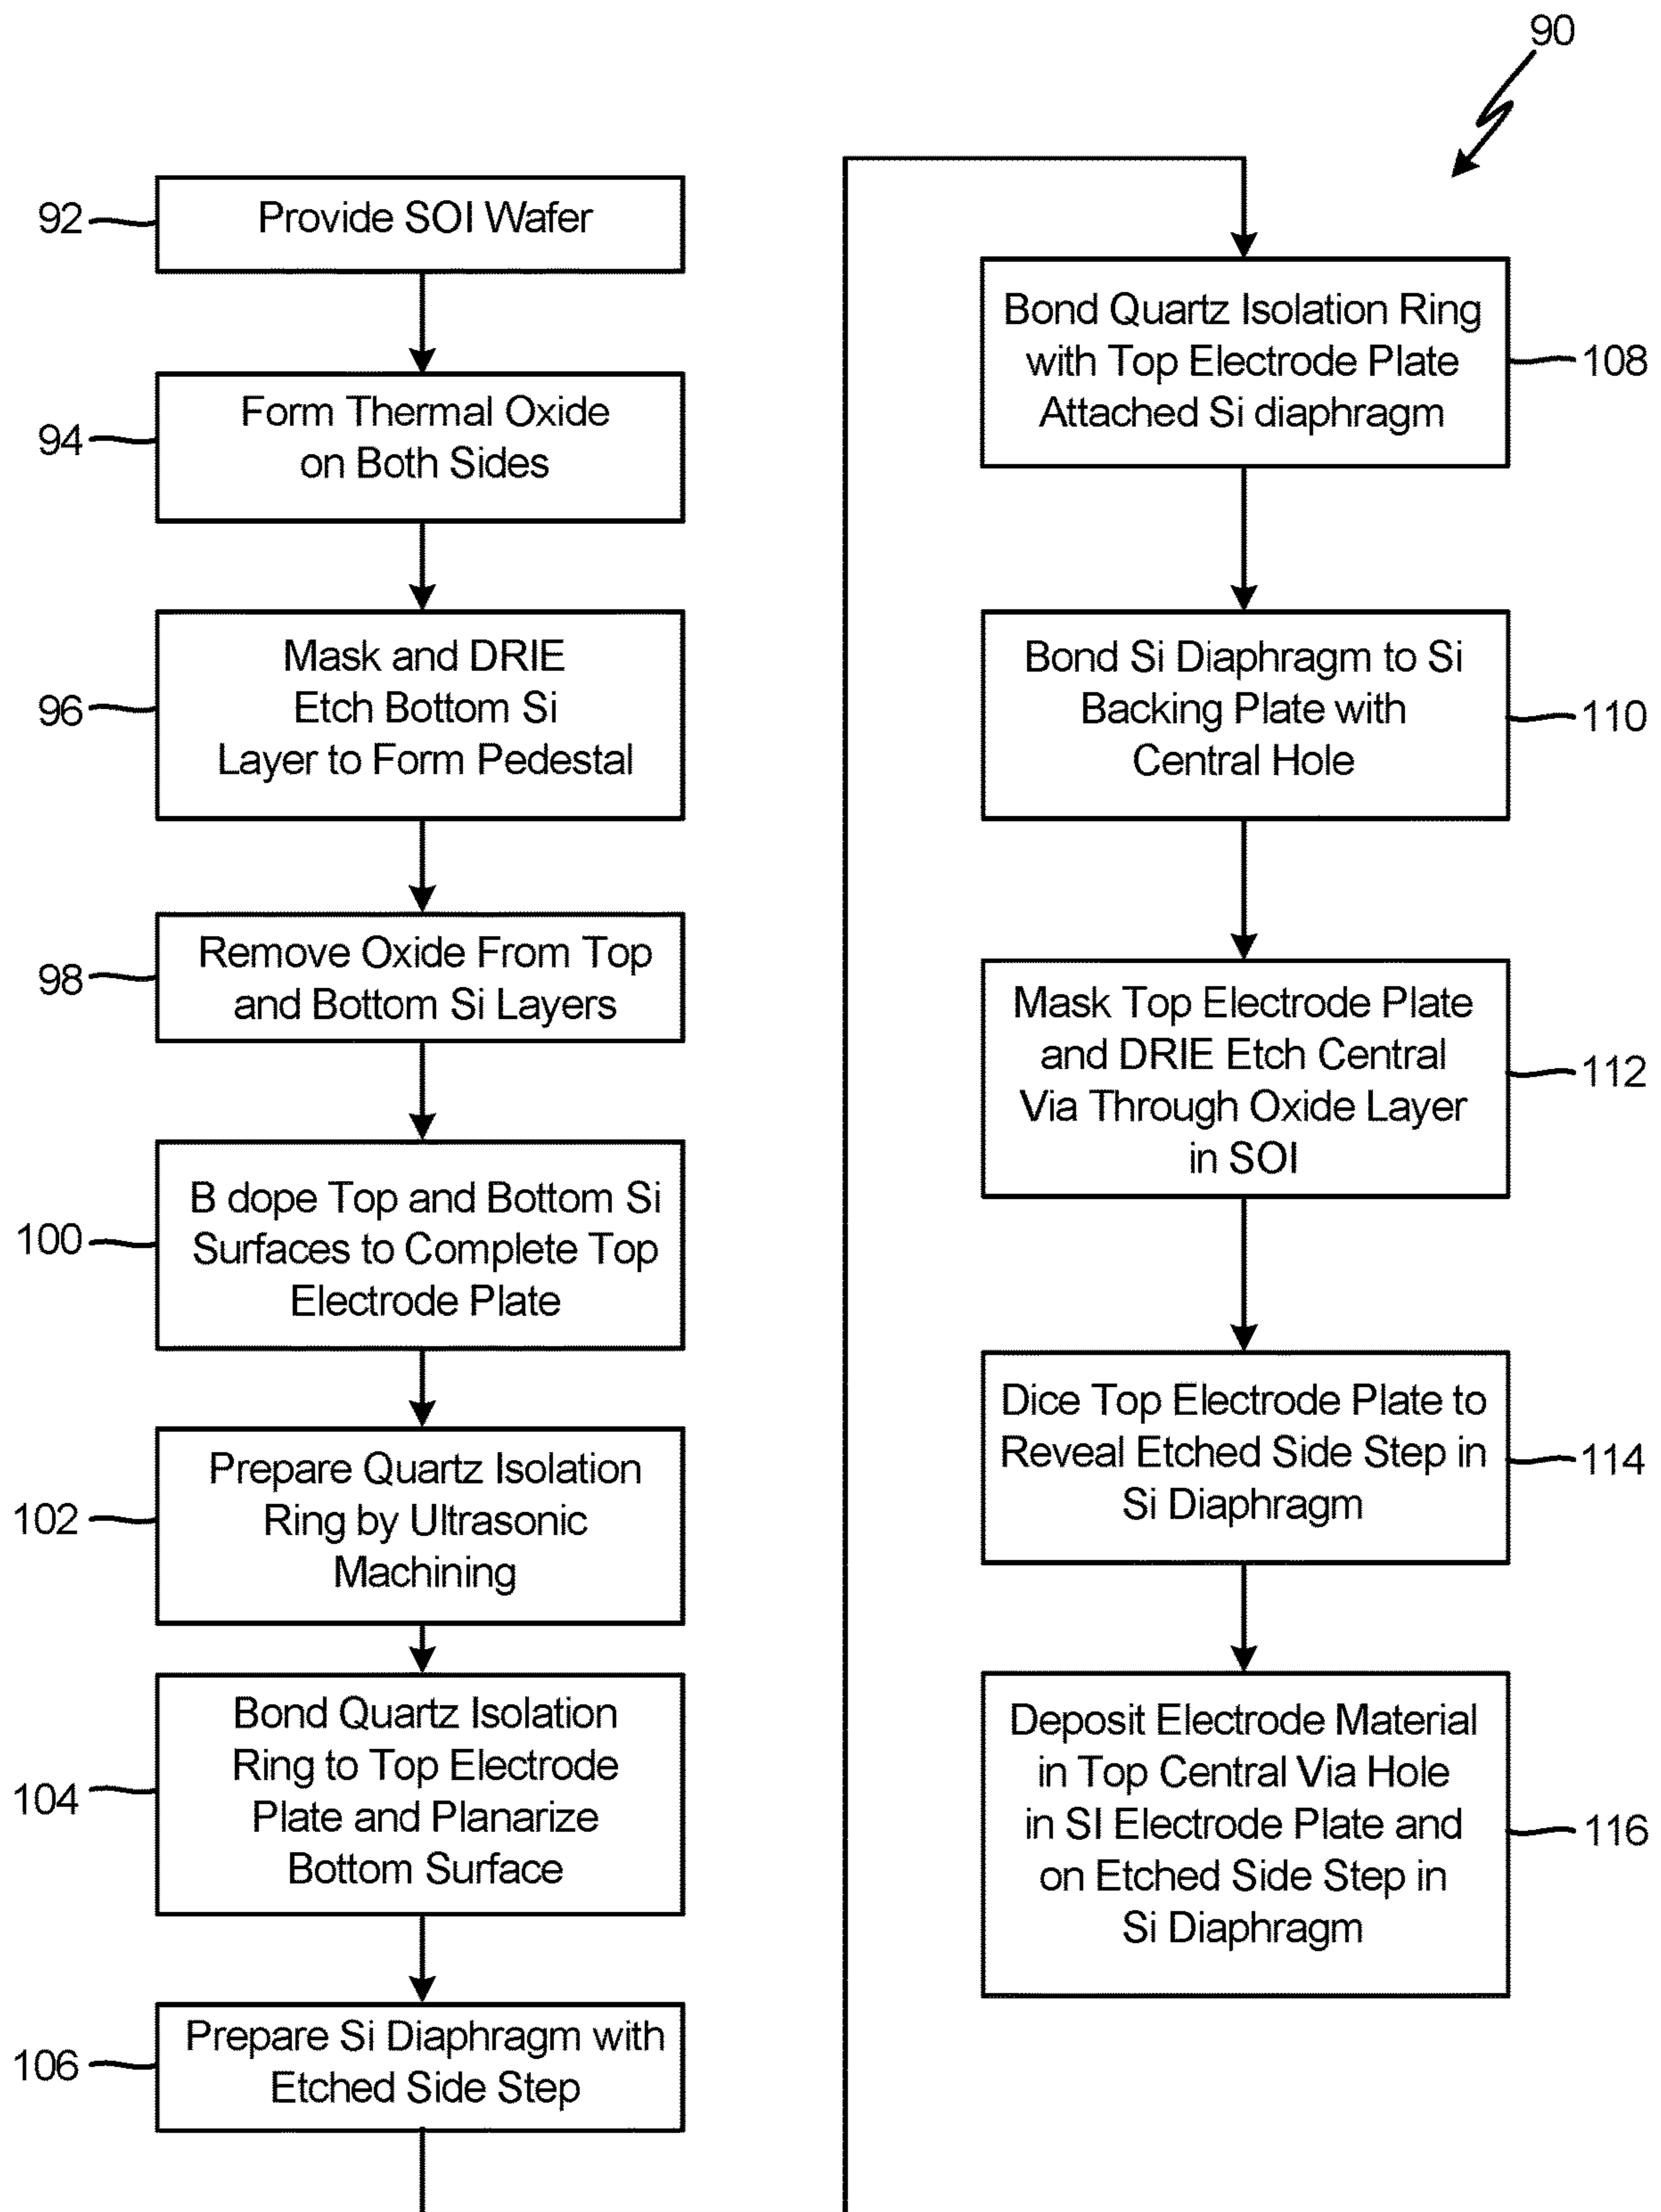 90
92
Provide SOI Wafer
94
Form Thermal Oxide
on Both Sides
96
Mask and DRIE
Etch Bottom Si
Layer to Form Pedestal
98
Remove Oxide From Top
and Bottom Si Layers
100
B dope Top and Bottom Si
Surfaces to Complete Top
Electrode Plate
102
Prepare Quartz Isolation
Ring by Ultrasonic
Machining
104
Bond Quartz Isolation
Ring to Top Electrode
Plate and Planarize
Bottom Surface
106
Prepare Si Diaphragm with
Etched Side Step
Bond Quartz Isolation Ring
with Top Electrode Plate
Attached Si diaphragm
108
Bond Si Diaphragm to Si
Backing Plate with
Central Hole
110
Mask Top Electrode Plate
and DRIE Etch Central
Via Through Oxide Layer
in SOI
112
Dice Top Electrode Plate to
Reveal Etched Side Step in
Si Diaphragm
114
Deposit Electrode Material
in Top Central Via Hole
in SI Electrode Plate and
on Etched Side Step in
Si Diaphragm
116